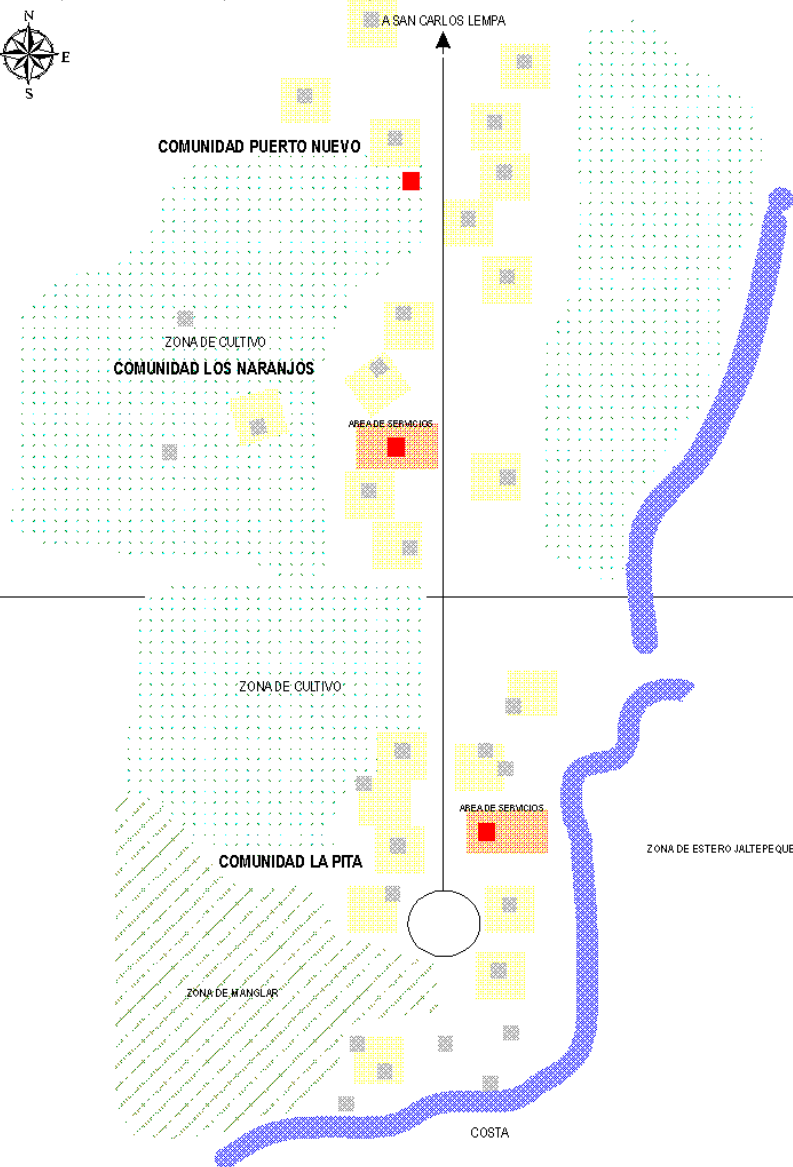 N
A SAN CARLOS LEMPA
E
S
COMUNIDAD PUERTO NUEVO
ZONA DE CULTIVO
COMUNIDAD LOS NARANJOS
AREA DE SERVICIOS
ZONA DE CULTIVO
AREA DE SERVICIOS
ZONA DE ESTERO JALTEPEQUE
COMUNIDAD LA PITA
ZONA DE MANGLAR
COSTA